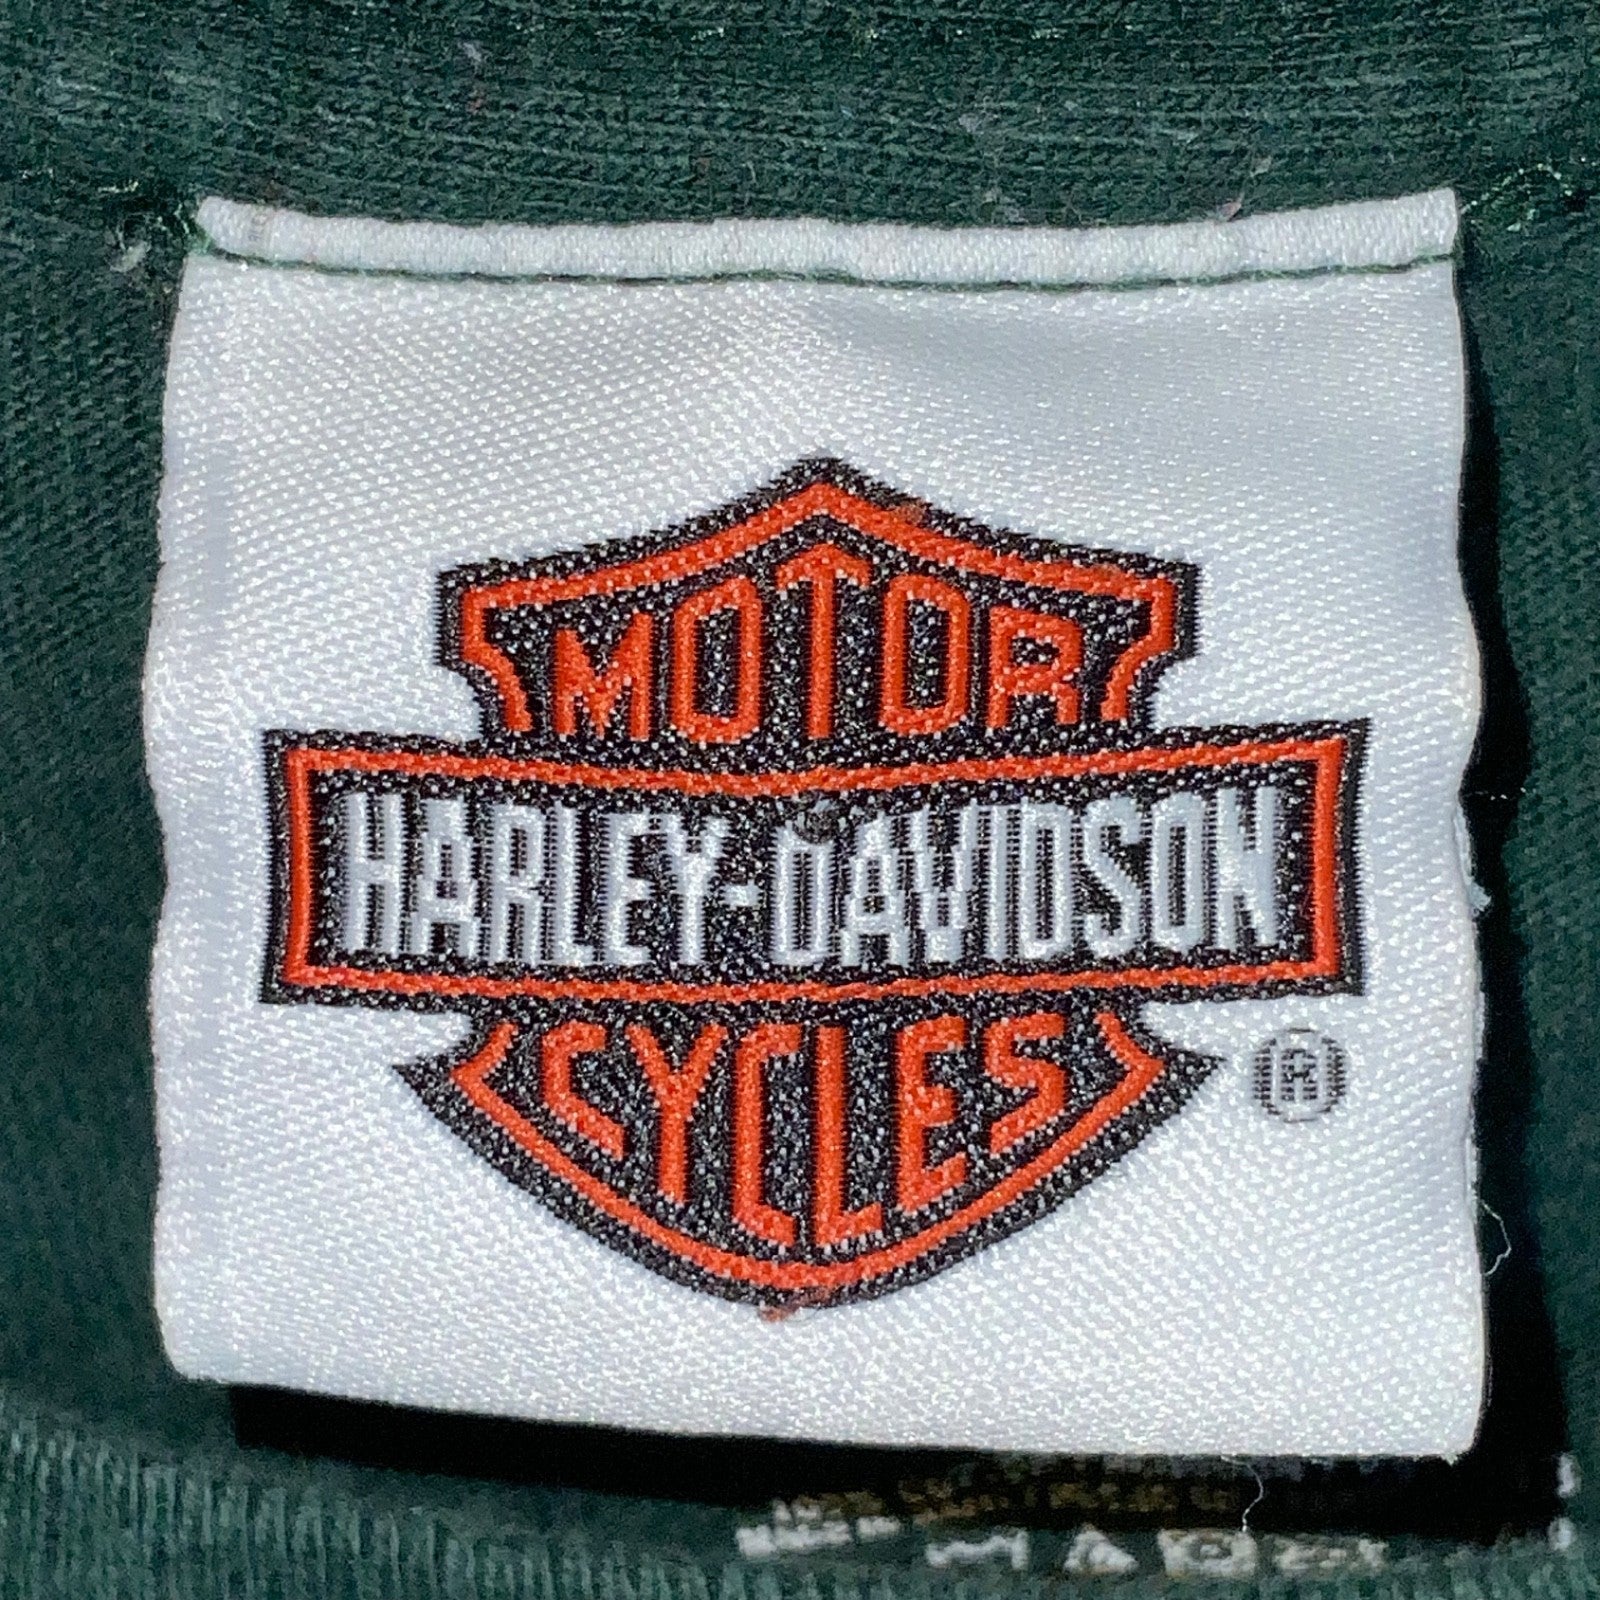 MOTOR
HARLEY-DAVIDSON
CYCLES
®